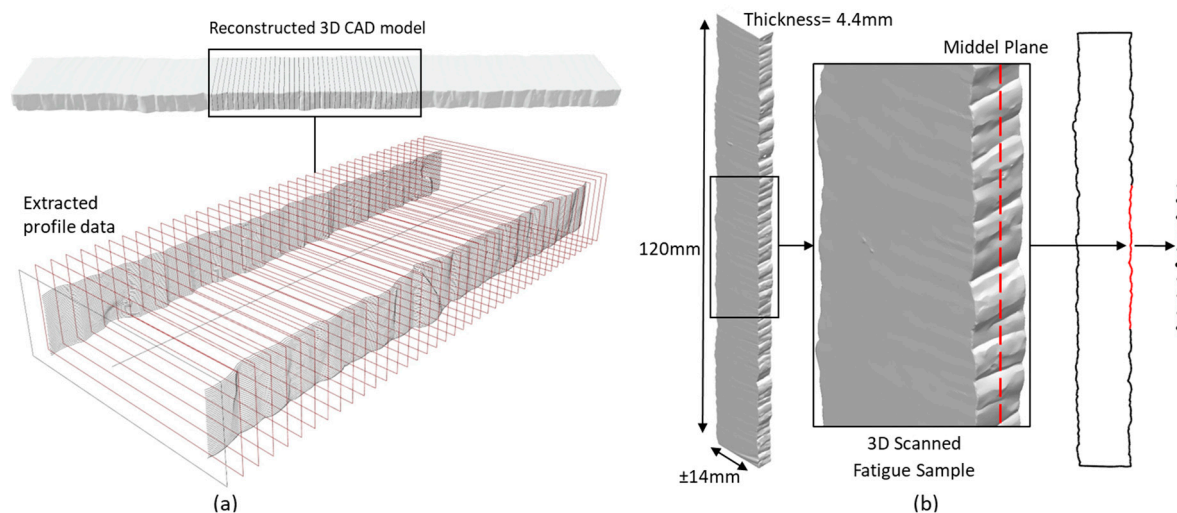 Reconstructed 3D CAD model
Extracted
profile data
(a)
Thickness= 4.4mm
Middel Plane
120mm
±14mm
3D Scanned
Fatigue Sample
(b)